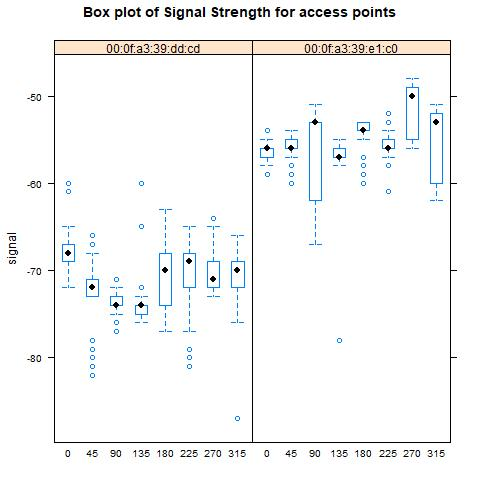 Box plot of Signal Strength for access points
00:0f:a3:39:dd:cd 00:0f:a3:39:e1:c0
-50
-60
-70
-80
signal
0 45 90 135 180 225 270 315 0 45 90 135 180 225 270 315